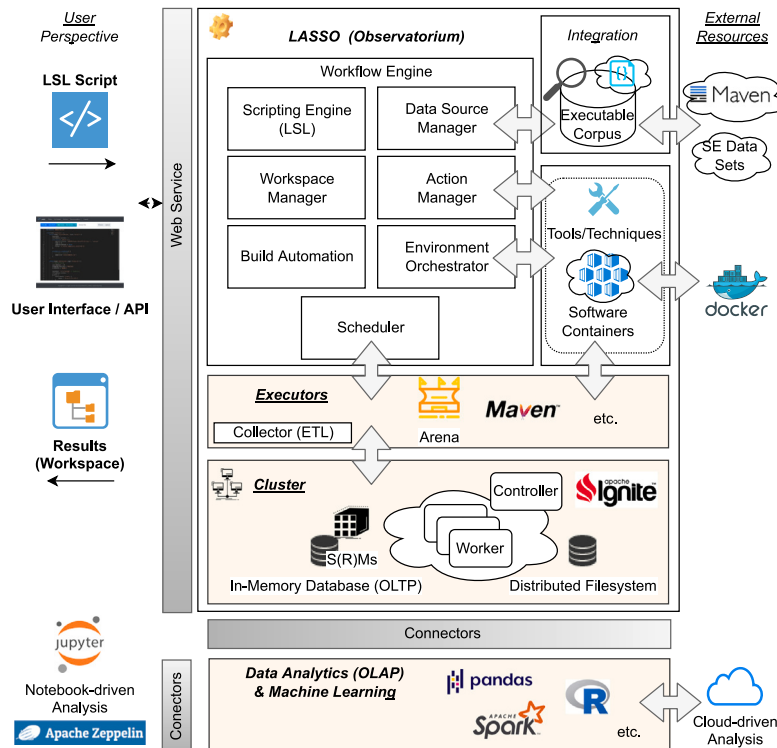 User
Perspective
LSL Script
User Interface / API
Results
(Workspace)
jupyter
Notebook-driven
Analysis
Apache Zeppelin
Web Service
LASSO (Observatorium)
Workflow Engine
Scripting Engine
(LSL)
Data Source
Manager
Workspace
Manager
Action
Manager
Build Automation
Environment
Orchestrator
Scheduler
Integration
Executable
Corpus
Tools/Techniques
Software
Containers
External
Resources
Maven
SE Data
Sets
docker
Executors
Collector (ETL)
Arena
Maven™
etc.
Cluster
Controller
Worker
APACHE
Ignite™
S(R)Ms
In-Memory Database (OLTP)
Distributed Filesystem
Connectors
Conectors
Data Analytics (OLAP)
& Machine Learning
pandas
APACHE
Spark™
R
etc.
Cloud-driven
Analysis